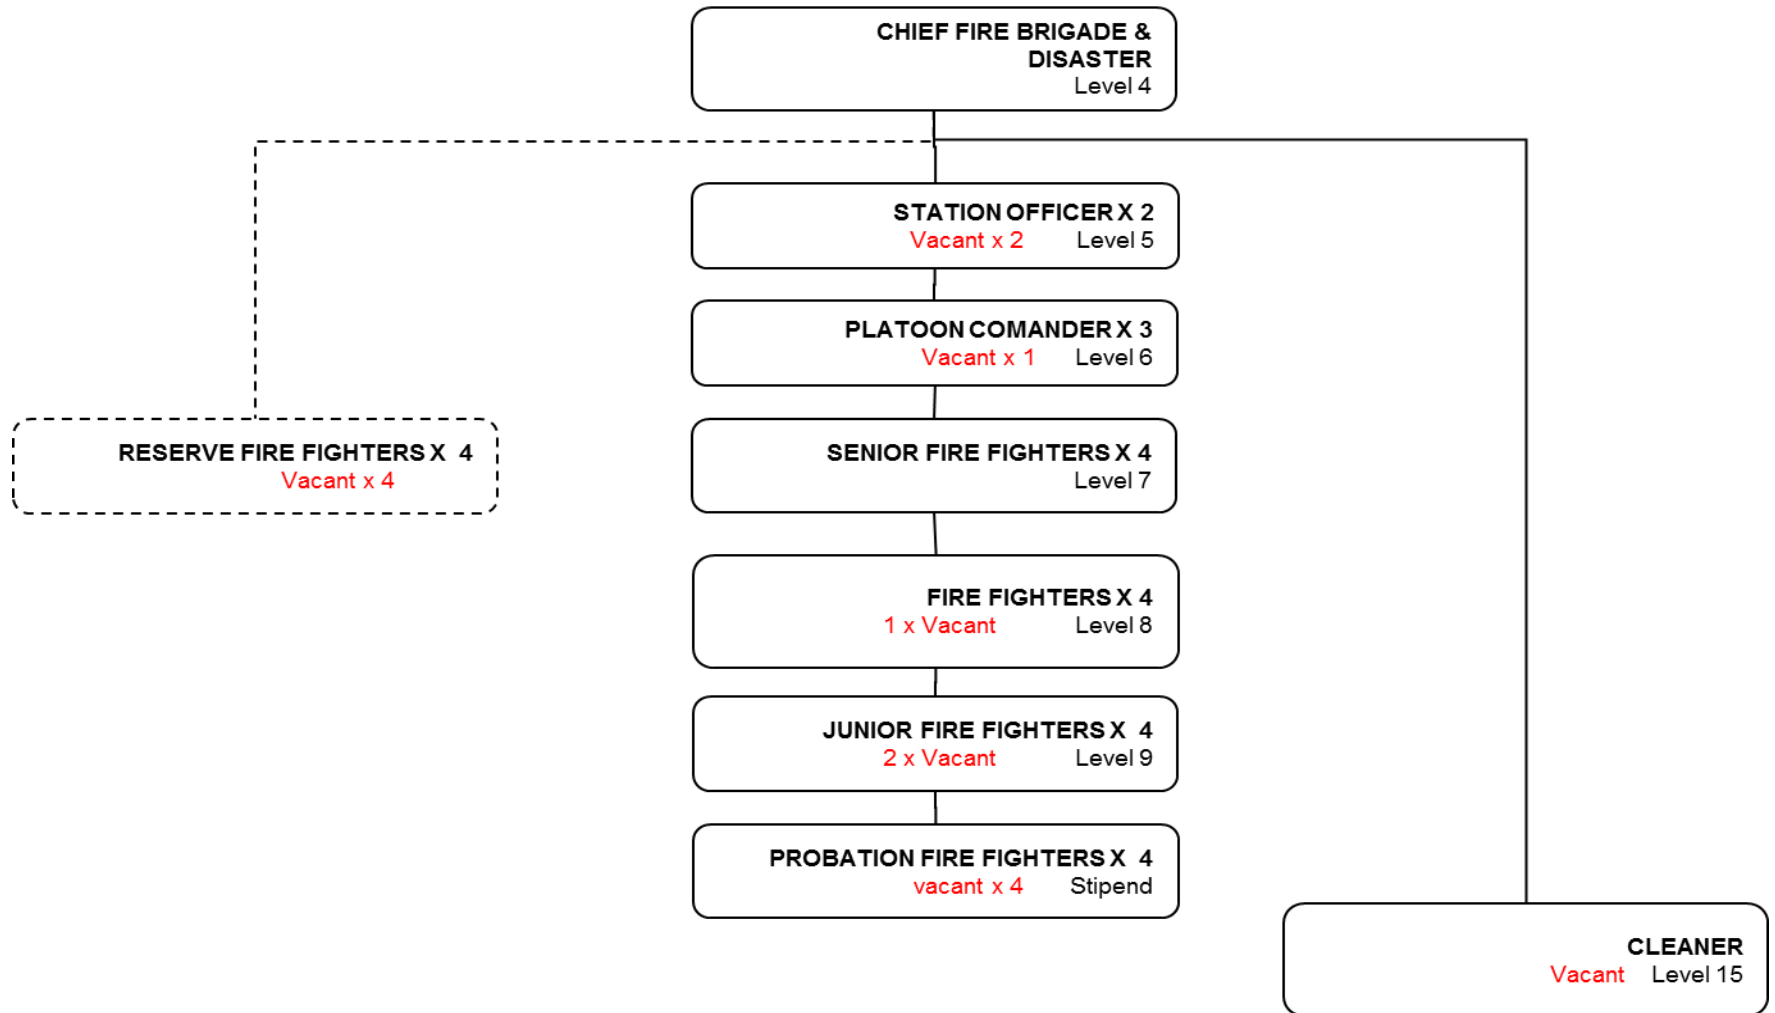 CHIEF FIRE BRIGADE &
DISASTER
Level 4
STATION OFFICER X 2
Vacant x 2 Level 5
PLATOON COMANDER X 3
Vacant x 1 Level 6
RESERVE FIRE FIGHTERS X 4
Vacant x 4
SENIOR FIRE FIGHTERS X 4
Level 7
FIRE FIGHTERS X 4
1 x Vacant Level 8
JUNIOR FIRE FIGHTERS X 4
2 x Vacant Level 9
PROBATION FIRE FIGHTERS X 4
vacant x 4 Stipend
CLEANER
Vacant Level 15